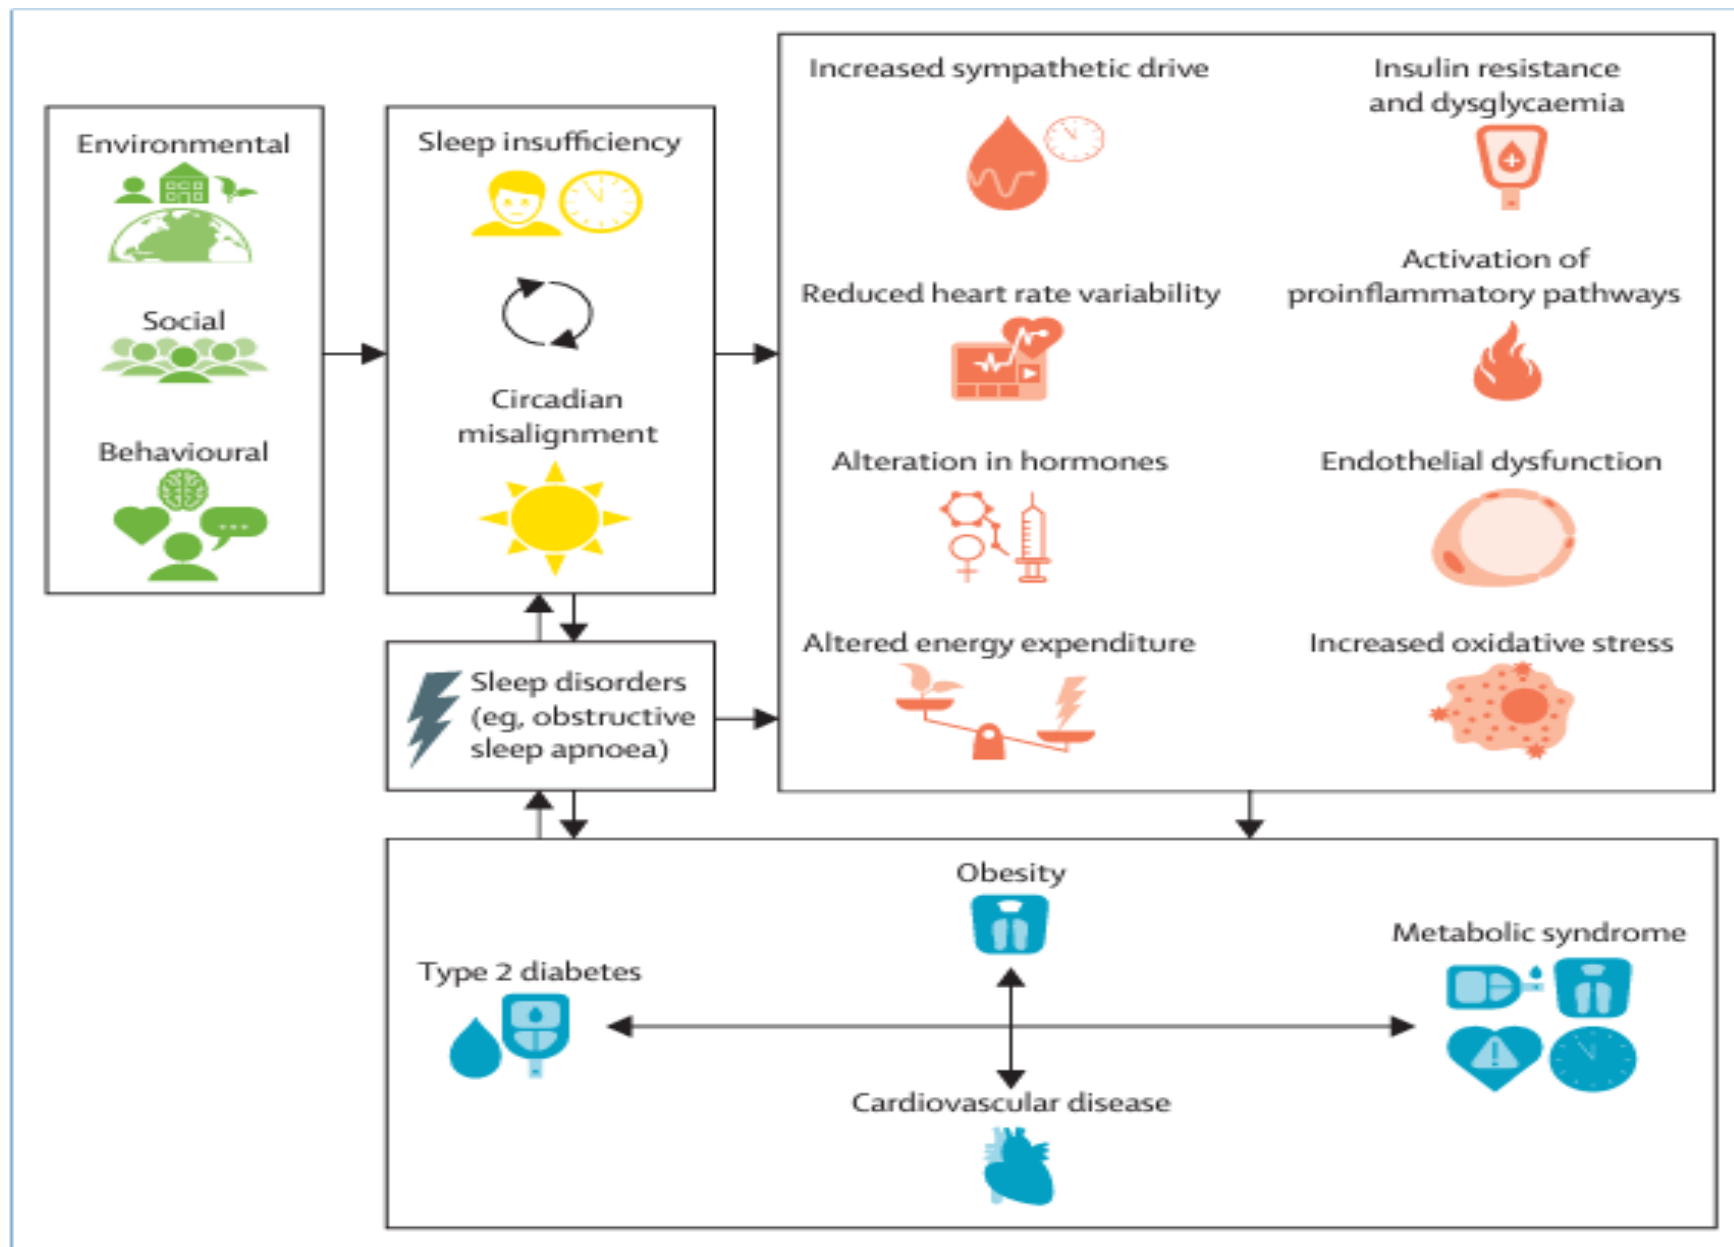 Environmental
Social
Behavioural
Sleep insufficiency
Circadian
misalignment
Sleep disorders
(eg, obstructive
sleep apnoea)
Increased sympathetic drive
Reduced heart rate variability
Alteration in hormones
Altered energy expenditure
Insulin resistance
and dysglycaemia
Activation of
proinflammatory pathways
Endothelial dysfunction
Increased oxidative stress
Obesity
Type 2 diabetes
Metabolic syndrome
Cardiovascular disease